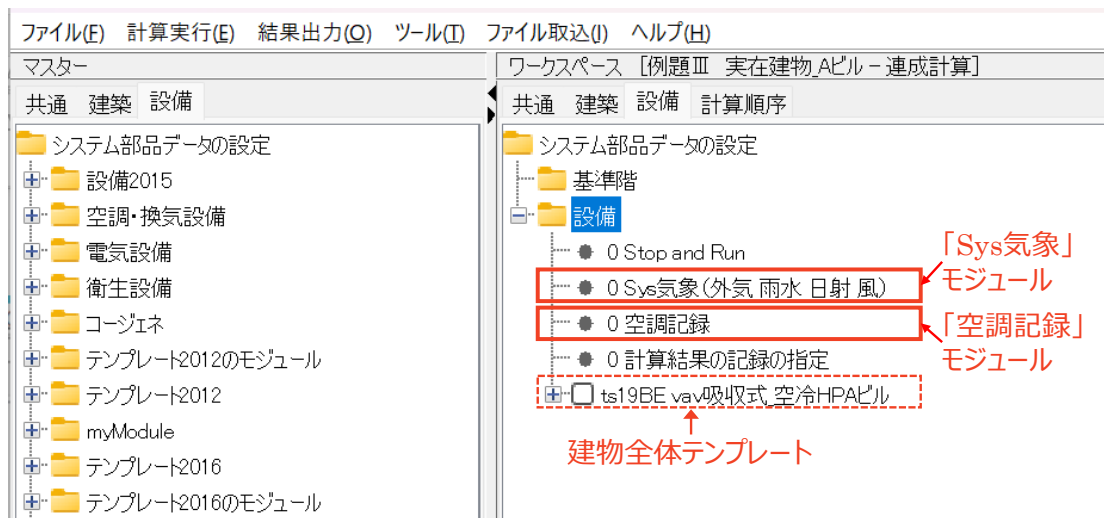 ファイル(F) 計算実行(E) 結果出力(O) ツール(T) ファイル取込(I) ヘルプ(H)
マスター
共通 建築 設備
システム部品データの設定
設備2015
空調・換気設備
電気設備
衛生設備
コージェネ
テンプレート2012のモジュール
テンプレート2012
myModule
テンプレート2016
テンプレート2016のモジュール
ワークスペース [例題Ⅲ 実在建物_Aビル-連成計算]
共通 建築 設備 計算順序
システム部品データの設定
基準階
設備
0 Stop and Run
0 Sys気象(外気 雨水 日射 風)
0 空調記録
0 計算結果の記録の指定
ts19BE vav吸収式_空冷HPAビル
「Sys気象」
モジュール
「空調記録」
モジュール
建物全体テンプレート